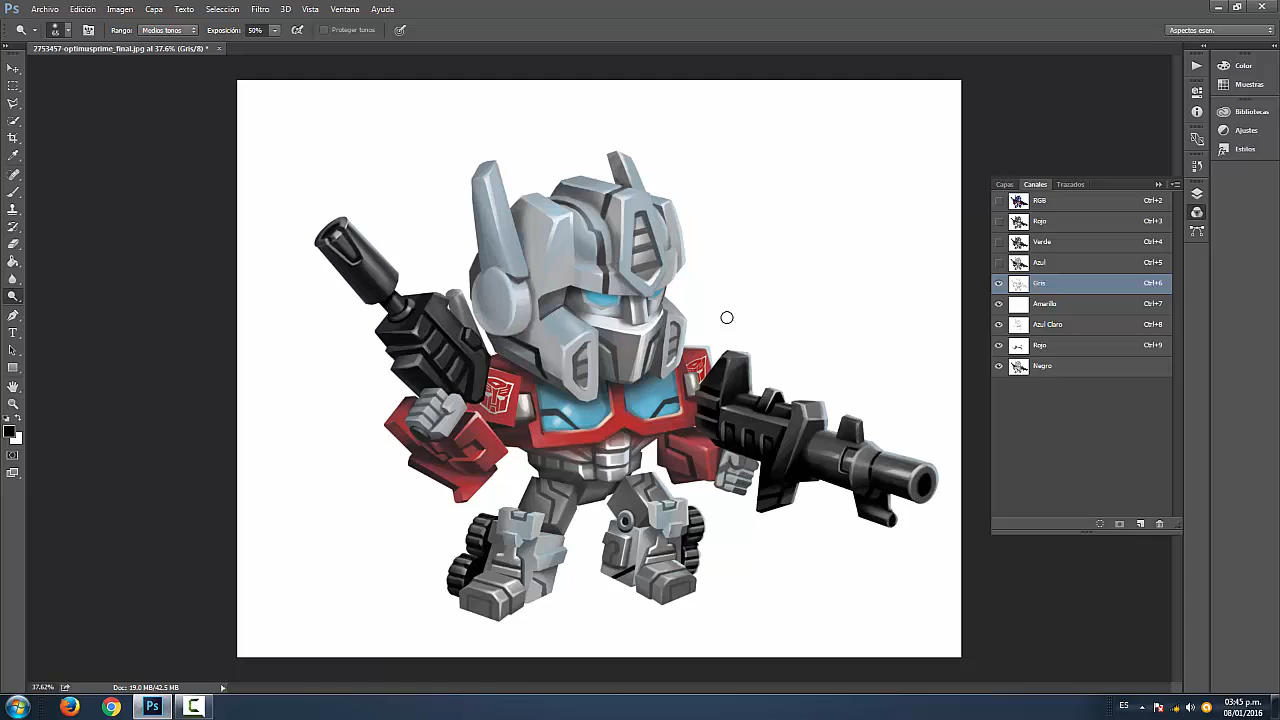 Ps Archivo Edición Imagen Capa Texto Selección Filtro 3D Vista Ventana Ayuda
65 Rango: Medios tonos Exposición: 50% Proteger tonos Aspectos esen.
2753457-optimusprime_final.jpg al 37.6% (Gris/8) *
Color
Muestras
Bibliotecas
Ajustes
Estilos
Capas Canales Trazados
RGB Ctrl+2
Rojo Ctrl+3
Verde Ctrl+4
Azul Ctrl+5
Gris Ctrl+6
Amarillo Ctrl+7
Azul Claro Ctrl+8
Rojo Ctrl+9
Negro
37.62% Doc: 19.0 MB/42.5 MB
Ps C ES 03:45 p.m.
08/01/2016